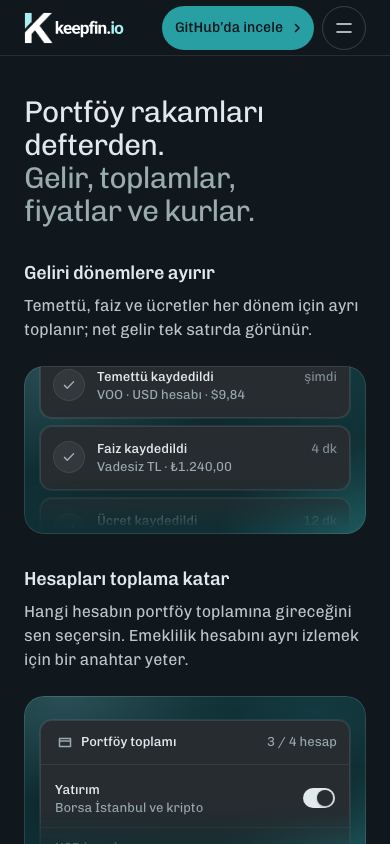 keepfin.io
GitHub'da incele
Portföy rakamları
defterden.
Gelir, toplamlar,
fiyatlar ve kurlar.
Geliri dönemlere ayırır
Temettü, faiz ve ücretler her dönem için ayrı
toplanır; net gelir tek satırda görünür.
Temettü kaydedildi şimdi
VOO · USD hesabı · $9,84
Faiz kaydedildi 4 dk
Vadesiz TL · ₺1.240,00
Ücret kaydedildi 12 dk
Hesapları toplama katar
Hangi hesabın portföy toplamına gireceğini
sen seçersin. Emeklilik hesabını ayrı izlemek
için bir anahtar yeter.
Portföy toplamı 3 / 4 hesap
Yatırım
Borsa İstanbul ve kripto